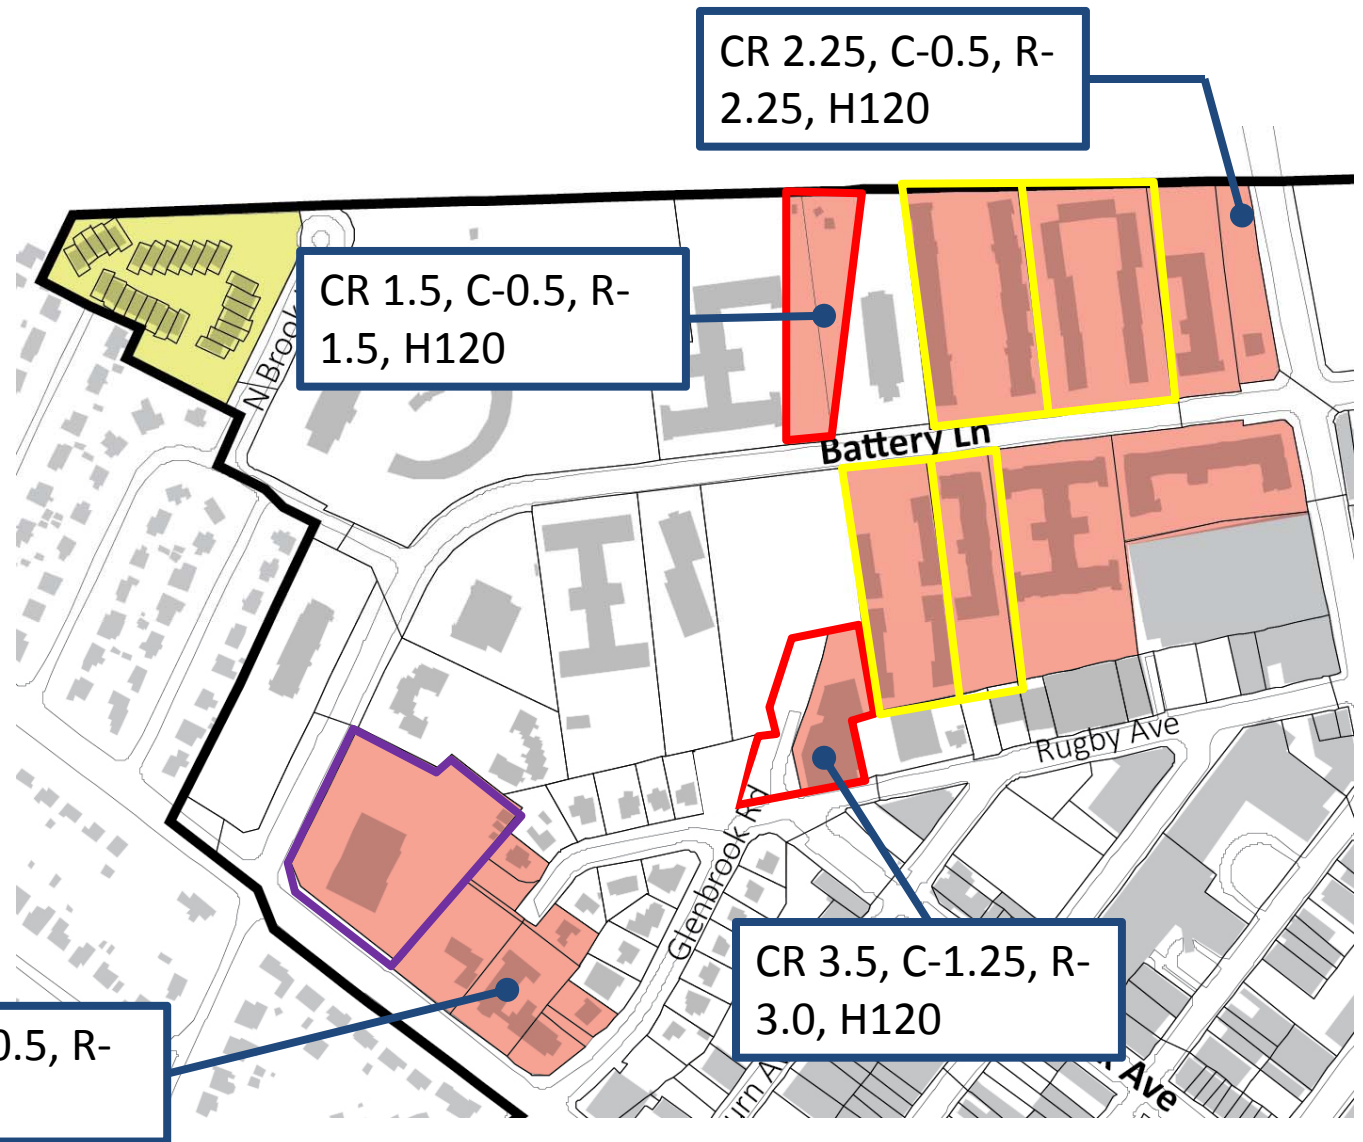 CR 2.25, C-0.5, R-
2.25, H120
CR 1.5, C-0.5, R-
1.5, H120
N Brook
Battery Ln
Rugby Ave
Glenbrook Rd
CR 3.5, C-1.25, R-
3.0, H120
0.5, R-
Ave